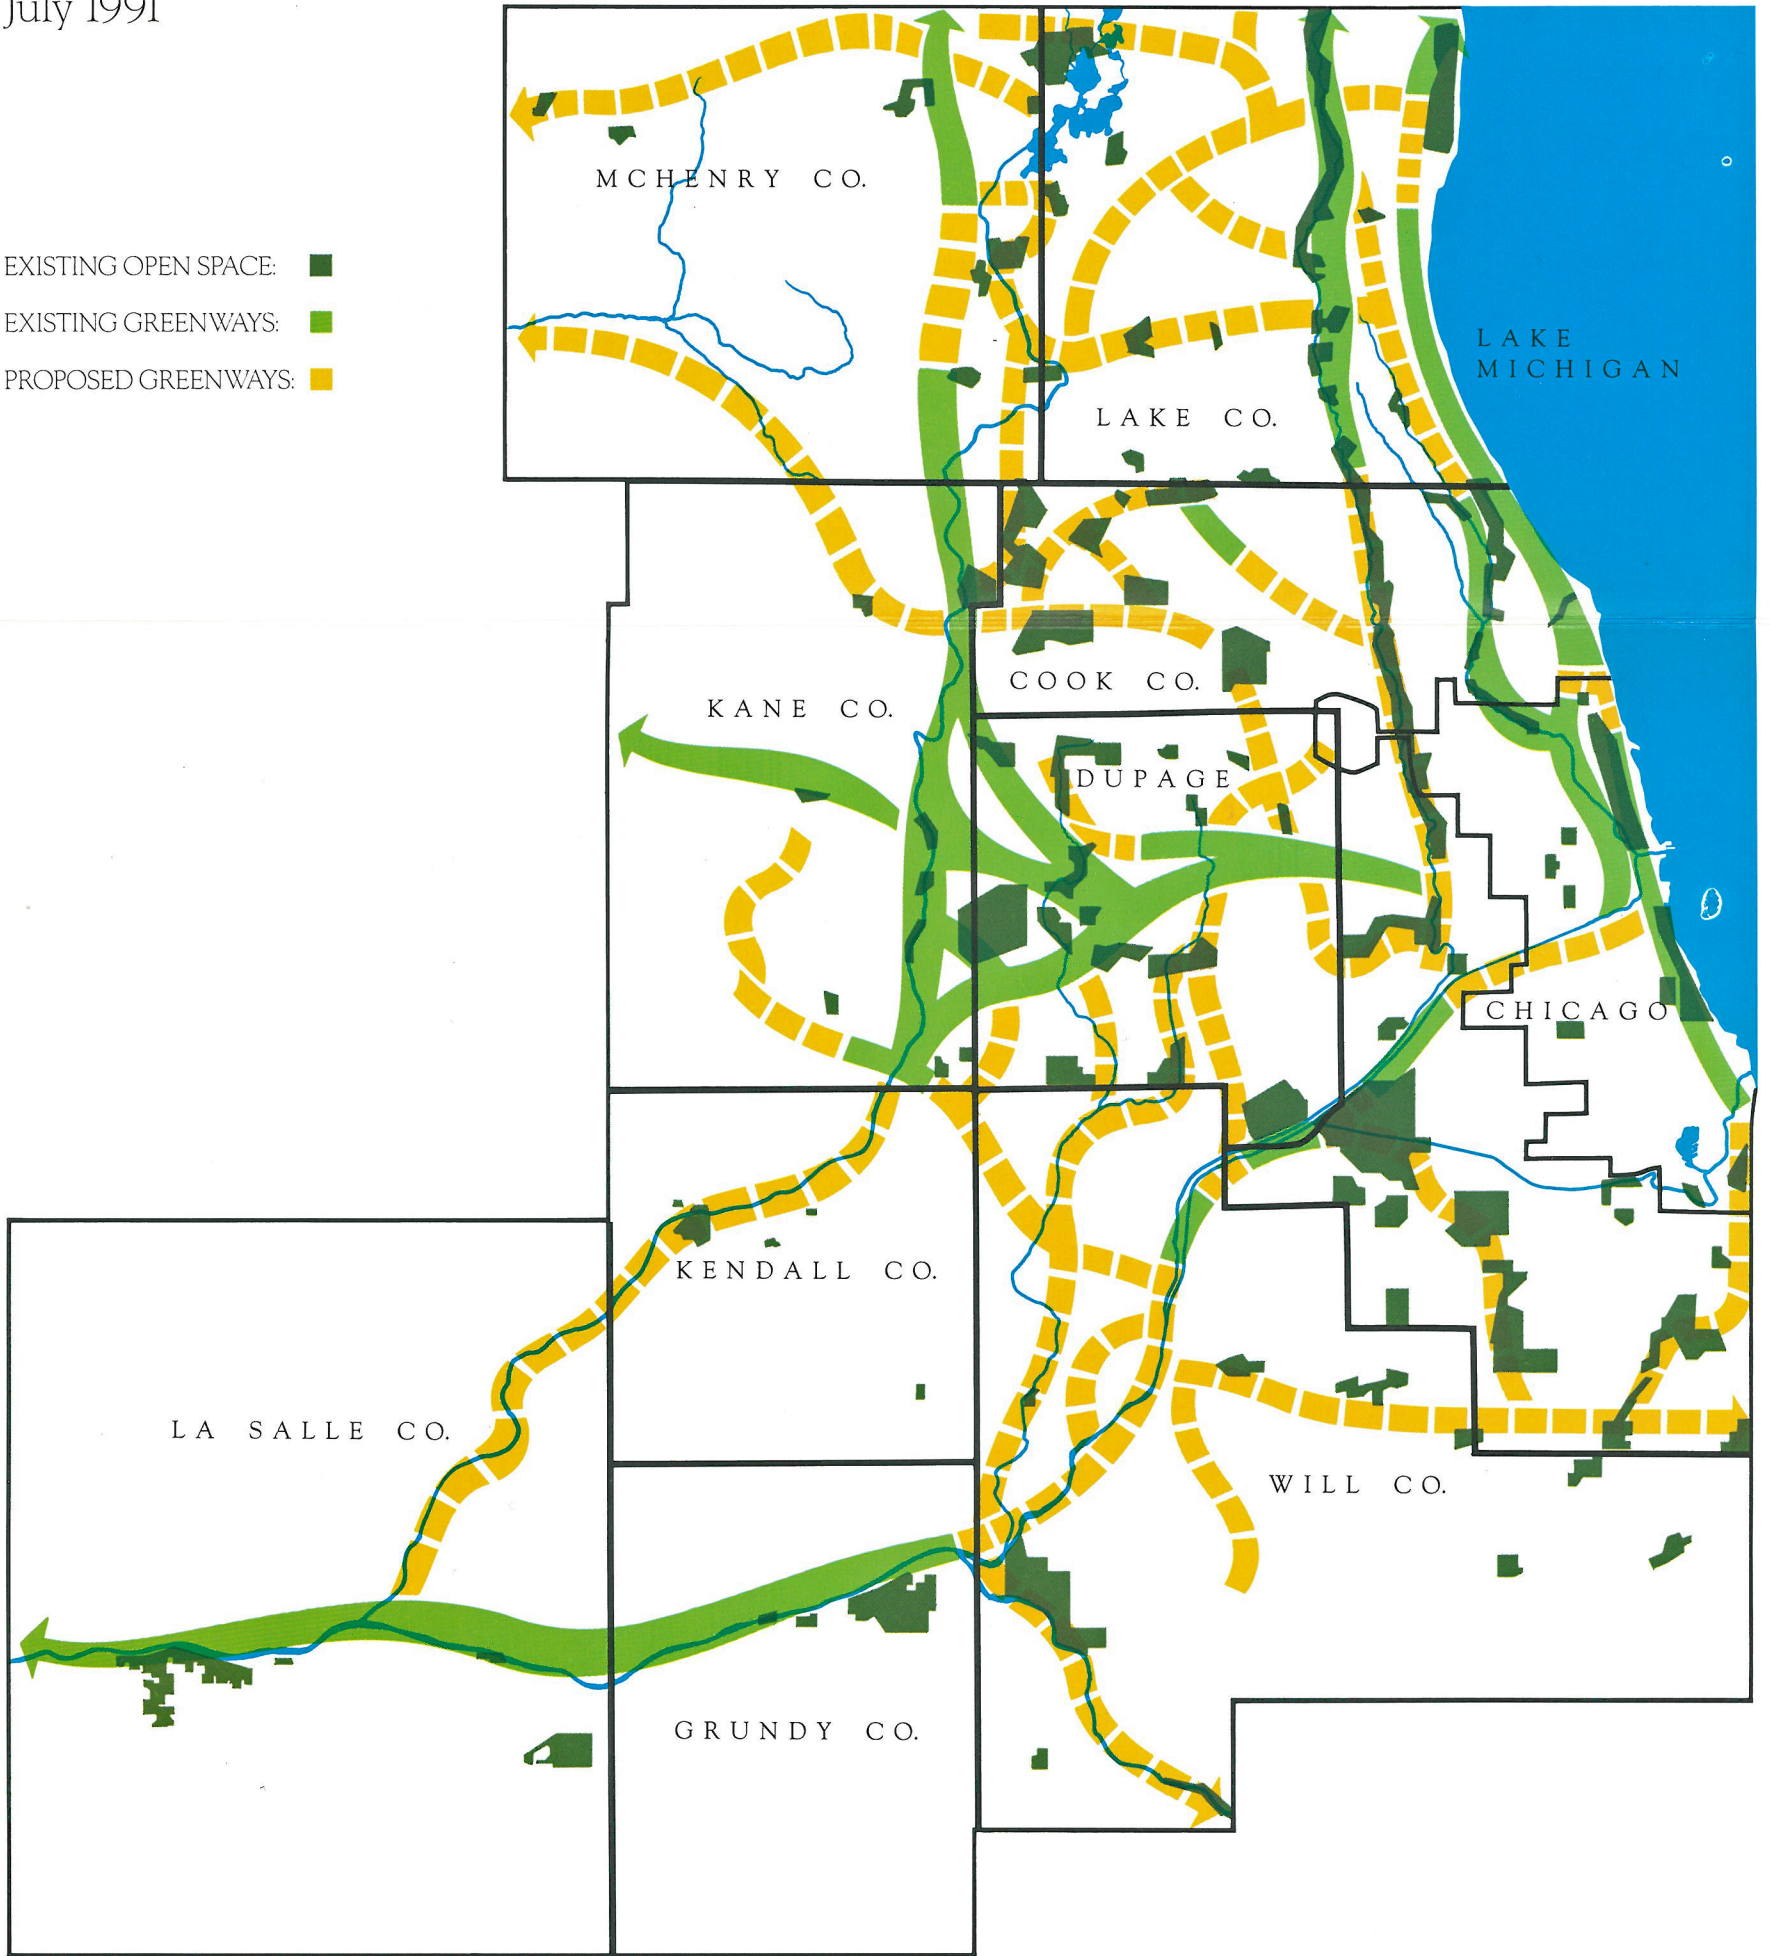 July 1991
EXISTING OPEN SPACE:
EXISTING GREENWAYS:
PROPOSED GREENWAYS:
MCHENRY CO.
LAKE
MICHIGAN
LAKE CO.
COOK CO.
KANE CO.
DUPAGE
CHICAGO
KENDALL CO.
LA SALLE CO.
WILL CO.
GRUNDY CO.